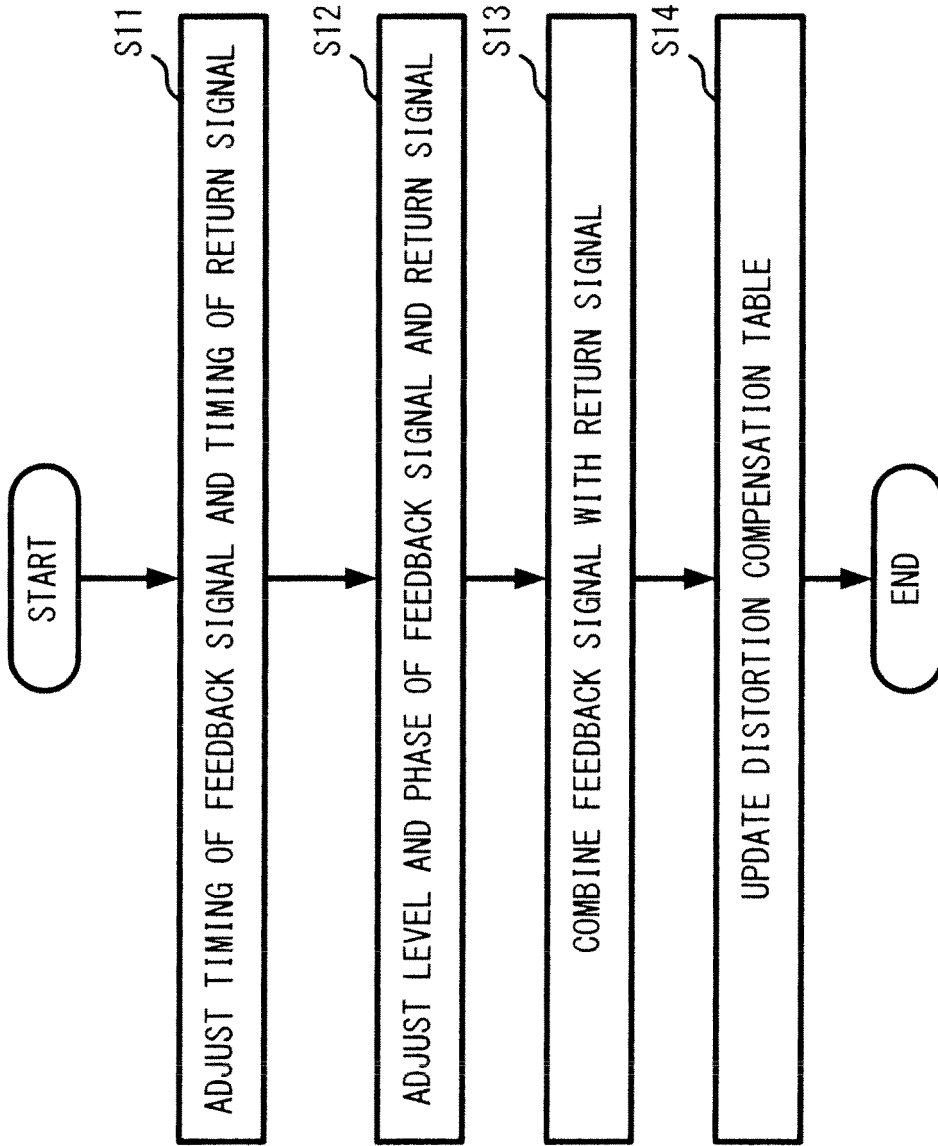 START
S11
ADJUST TIMING OF FEEDBACK SIGNAL AND TIMING OF RETURN SIGNAL
S12
ADJUST LEVEL AND PHASE OF FEEDBACK SIGNAL AND RETURN SIGNAL
S13
COMBINE FEEDBACK SIGNAL WITH RETURN SIGNAL
S14
UPDATE DISTORTION COMPENSATION TABLE
END